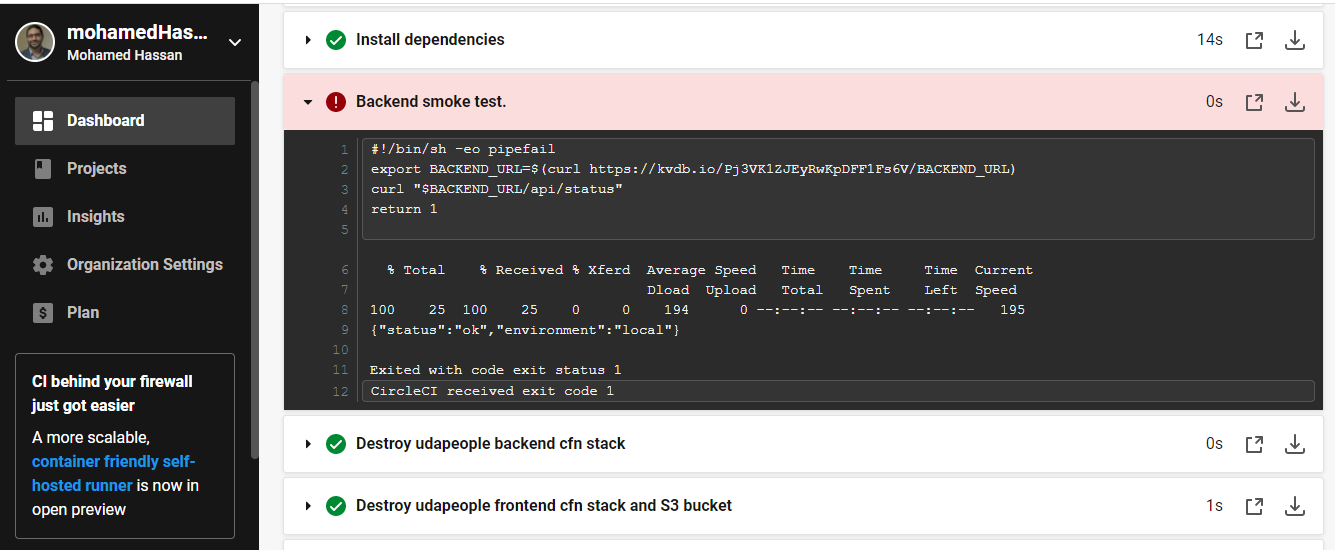 mohamedHas...
Mohamed Hassan
Dashboard
Projects
Insights
Organization Settings
Plan
CI behind your firewall
just got easier
A more scalable,
container friendly self-
hosted runner is now in
open preview
Install dependencies 14s
Backend smoke test. 0s
1 #!/bin/sh -eo pipefail
2 export BACKEND_URL=$(curl https://kvdb.io/Pj3VK1ZJEyRwKpDFF1Fs6V/BACKEND_URL)
3 curl "$BACKEND_URL/api/status"
4 return 1
5
6 % Total % Received % Xferd Average Speed Time Time Time Current
7 Dload Upload Total Spent Left Speed
8 100 25 100 25 0 0 194 0 --:--:-- --:--:-- --:--:-- 195
9 {"status":"ok","environment":"local"}
10
11 Exited with code exit status 1
12 CircleCI received exit code 1
Destroy udapeople backend cfn stack 0s
Destroy udapeople frontend cfn stack and S3 bucket 1s